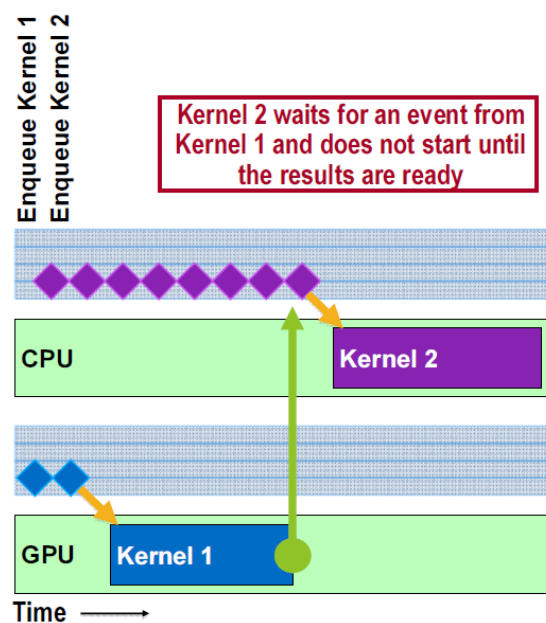 Enqueue Kernel 1
Enqueue Kernel 2
Kernel 2 waits for an event from
Kernel 1 and does not start until
the results are ready
CPU
Kernel 2
GPU
Kernel 1
Time